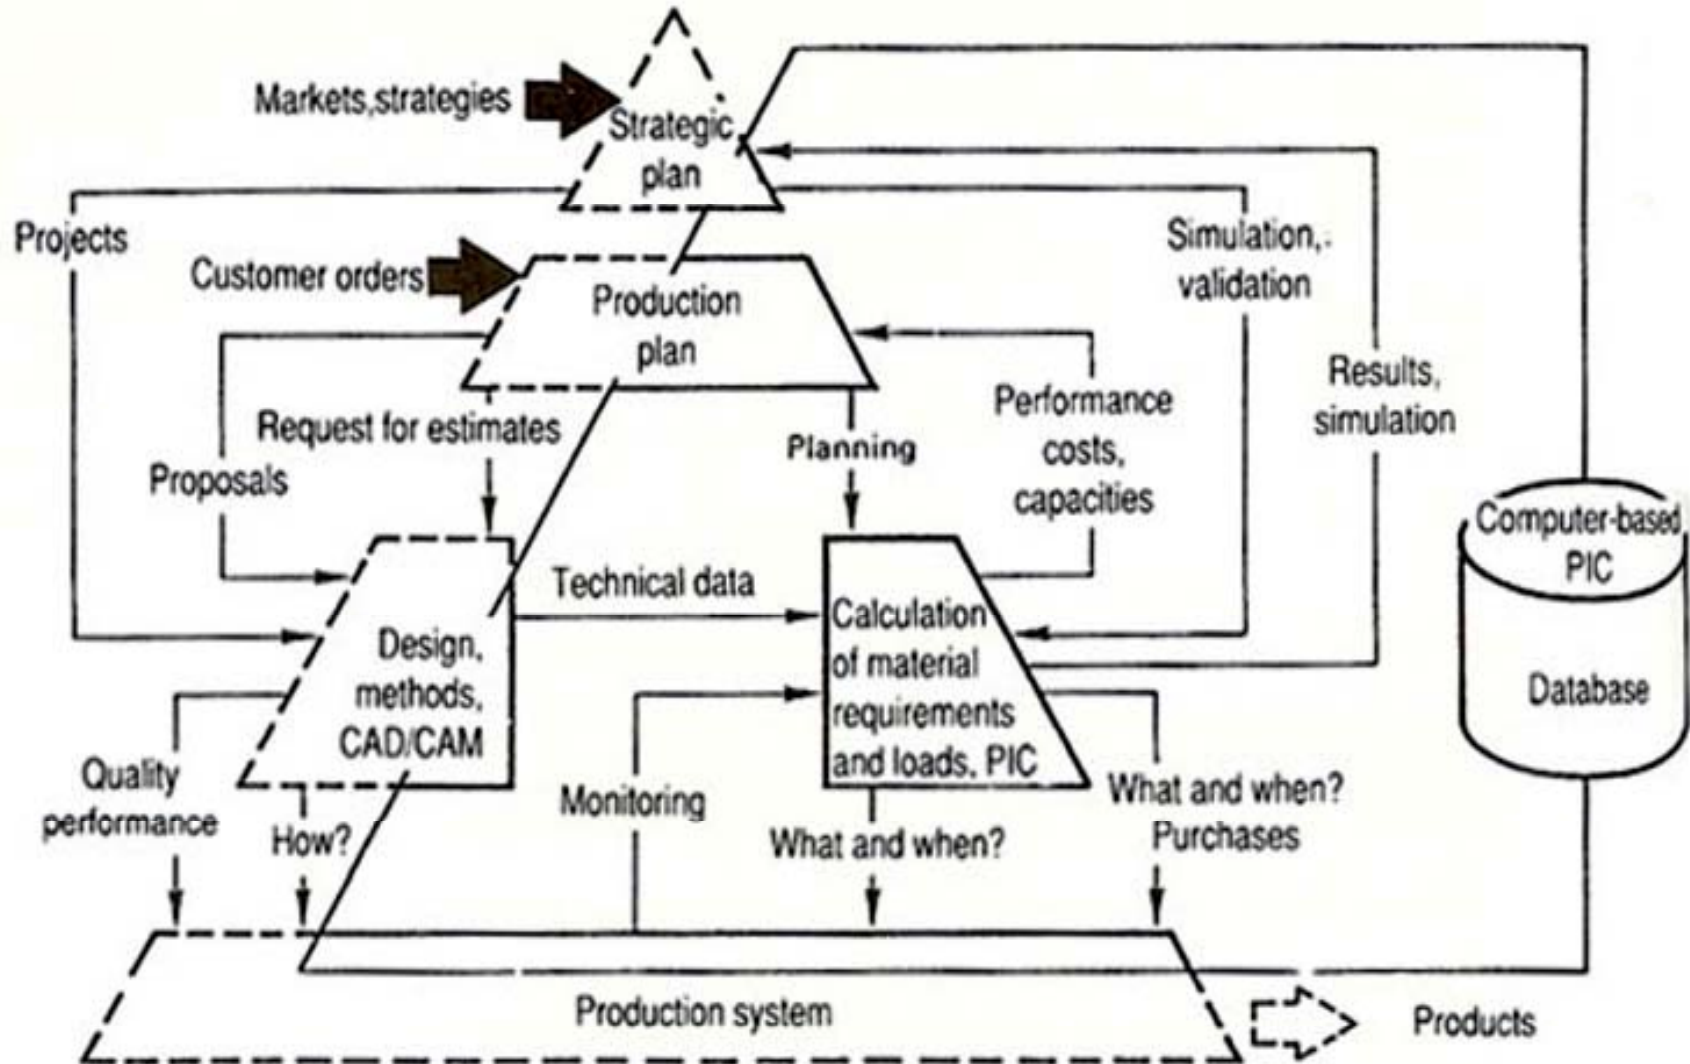 Markets,strategies
Strategic
plan
Projects
Customer orders
Production
plan
Simulation,
validation
Results,
simulation
Performance
costs,
capacities
Request for estimates
Planning
Proposals
Computer-based
PIC
Database
Technical data
Design,
methods,
CAD/CAM
Calculation
of material
requirements
and loads, PIC
Quality
performance
How?
Monitoring
What and when?
What and when?
Purchases
Production system
Products